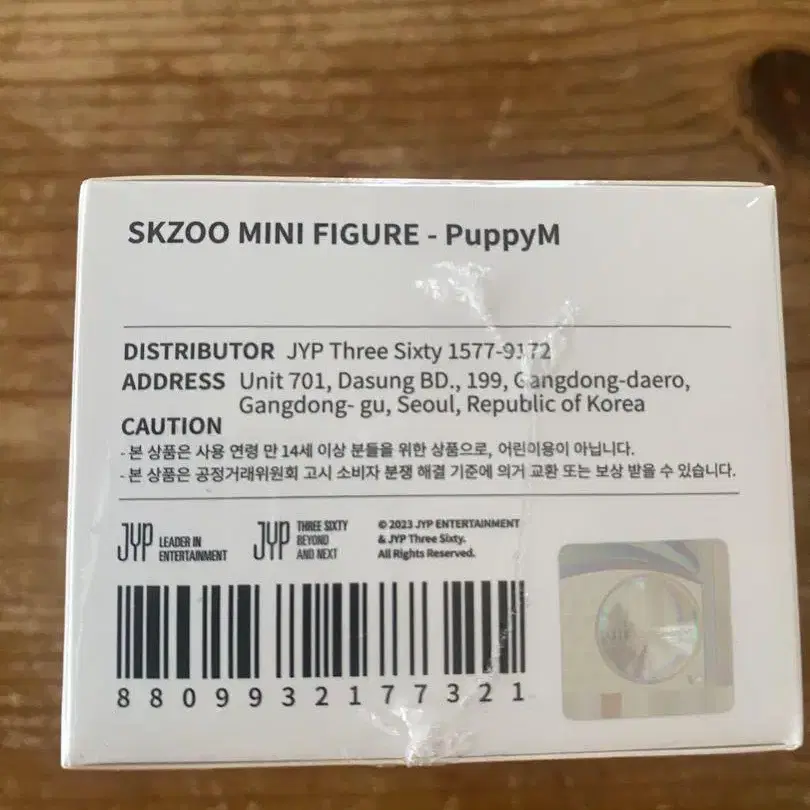 SKZOO MINI FIGURE - PuppyM
DISTRIBUTOR JYP Three Sixty 1577-9172
ADDRESS Unit 701, Dasung BD., 199, Gangdong-daero,
Gangdong- gu, Seoul, Republic of Korea
CAUTION
- 본 상품은 사용 연령 만 14세 이상 분들을 위한 상품으로, 어린이용이 아닙니다.
- 본 상품은 공정거래위원회 고시 소비자 분쟁 해결 기준에 의거 교환 또는 보상 받을 수 있습니다.
JYP LEADER IN
ENTERTAINMENT
JYP THREE SIXTY
BEYOND
AND NEXT
© 2023 JYP ENTERTAINMENT
& JYP Three Sixty.
All Rights Reserved.
8809932177321